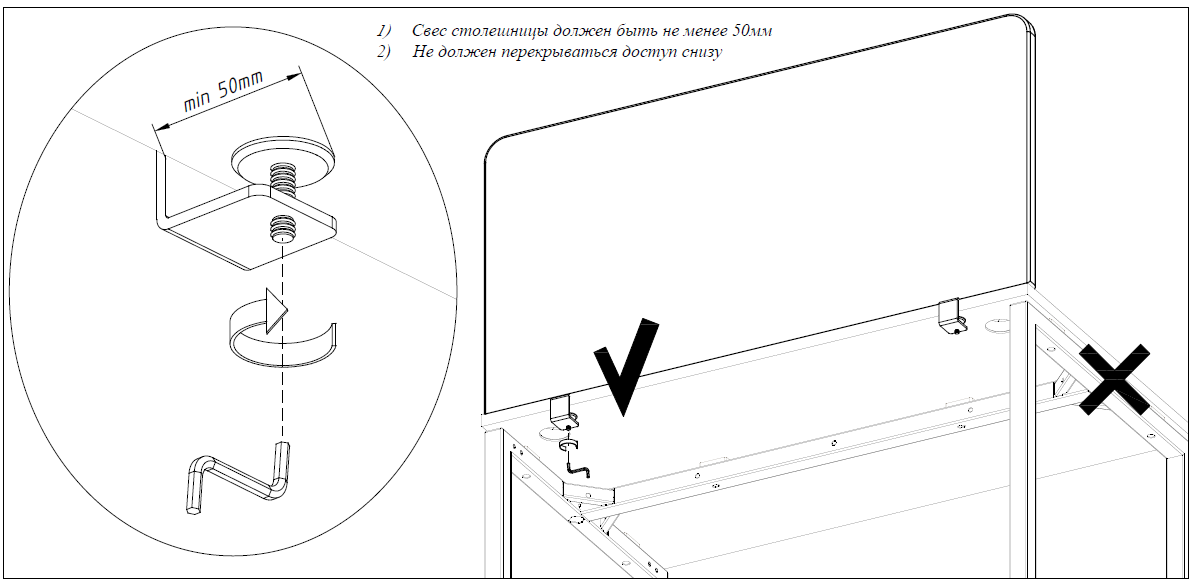 1) Свес столешницы должен быть не менее 50мм
2) Не должен перекрываться доступ снизу
min 50mm